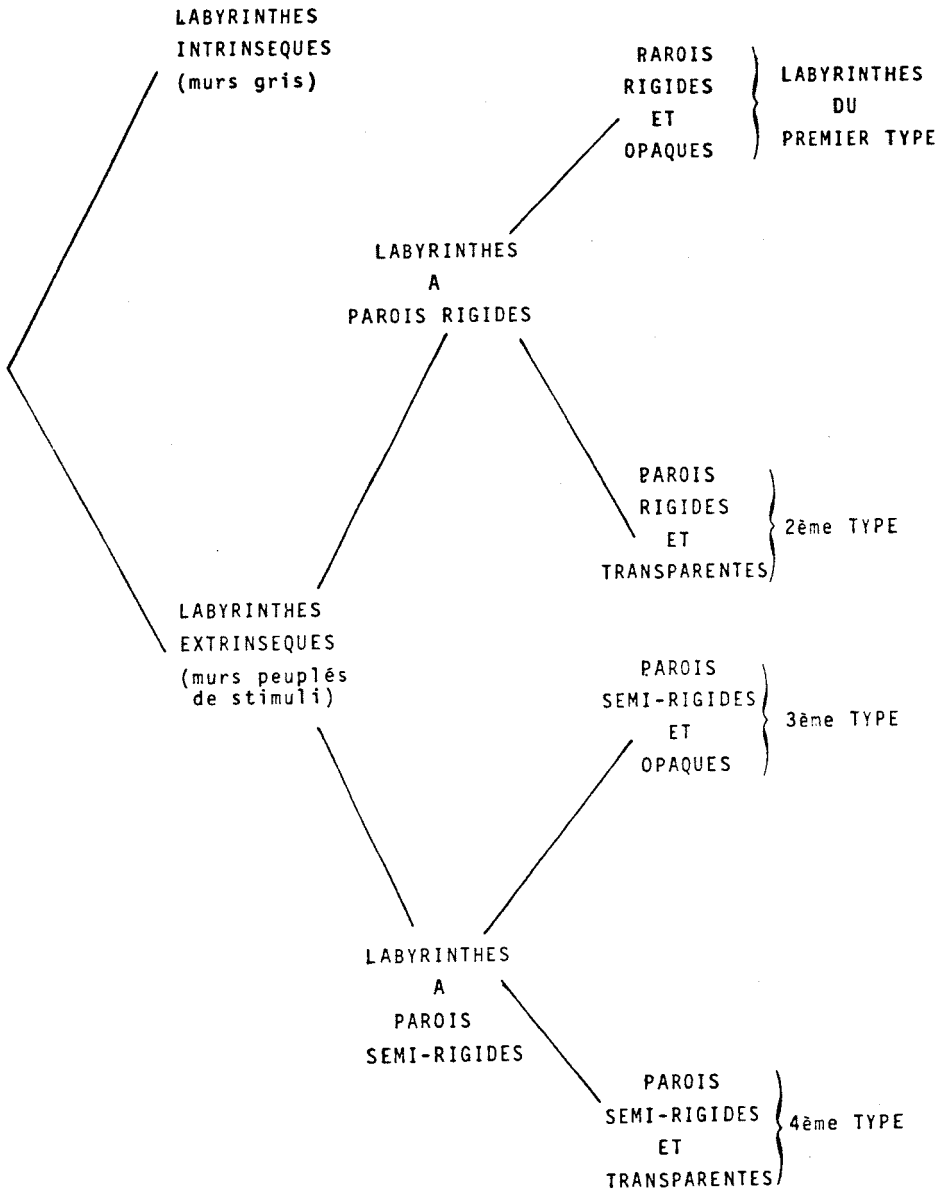 LABYRINTHES
INTRINSEQUES
(murs gris)
RAROIS
RIGIDES
ET
OPAQUES
LABYRINTHES
DU
PREMIER TYPE
LABYRINTHES
A
PAROIS RIGIDES
PAROIS
RIGIDES
ET
TRANSPARENTES
2ème TYPE
LABYRINTHES
EXTRINSEQUES
(murs peuplés
de stimuli)
PAROIS
SEMI-RIGIDES
ET
OPAQUES
3ème TYPE
LABYRINTHES
A
PAROIS
SEMI-RIGIDES
PAROIS
SEMI-RIGIDES
ET
TRANSPARENTES
4ème TYPE